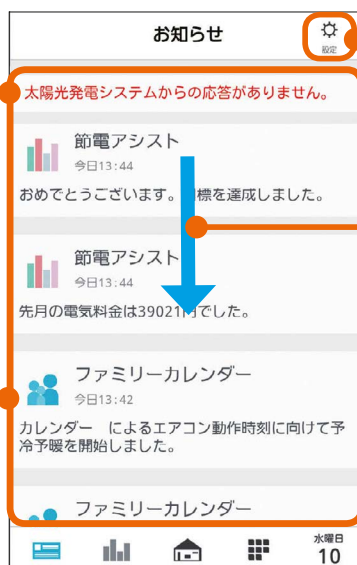 お知らせ
設定
太陽光発電システムからの応答がありません。
節電アシスト
今日13:44
おめでとうございます。 標を達成しました。
節電アシスト
今日13:44
先月の電気料金は39021 でした。
ファミリーカレンダー
今日13:42
カレンダー による エアコン動作時刻に向けて予
冷予暖を開始しました。
ファミリーカレンダー
水曜日
10